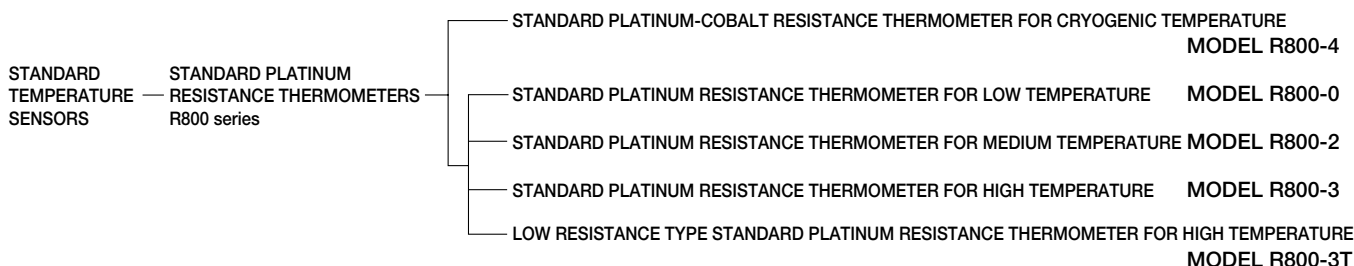 STANDARD PLATINUM-COBALT RESISTANCE THERMOMETER FOR CRYOGENIC TEMPERATURE
MODEL R800-4
STANDARD
TEMPERATURE
SENSORS
STANDARD PLATINUM
RESISTANCE THERMOMETERS
R800 series
STANDARD PLATINUM RESISTANCE THERMOMETER FOR LOW TEMPERATURE MODEL R800-0
STANDARD PLATINUM RESISTANCE THERMOMETER FOR MEDIUM TEMPERATURE MODEL R800-2
STANDARD PLATINUM RESISTANCE THERMOMETER FOR HIGH TEMPERATURE MODEL R800-3
LOW RESISTANCE TYPE STANDARD PLATINUM RESISTANCE THERMOMETER FOR HIGH TEMPERATURE
MODEL R800-3T